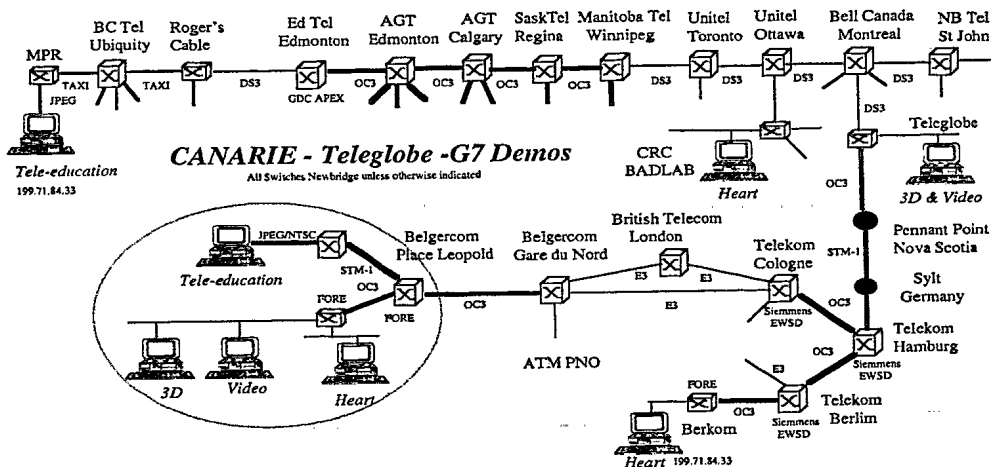 MPR
BC Tel
Ubiquity
Roger's
Cable
Ed Tel
Edmonton
AGT
Edmonton
AGT
Calgary
SaskTel
Regina
Manitoba Tel
Winnipeg
Unitel
Toronto
Unitel
Ottawa
Bell Canada
Montreal
NB Tel
St John
TAXI
TAXI
DS3
GDC APEX
OC3
OC3
OC3
OC3
DS3
DS3
DS3
DS3
JPEG
Tele-education
199.71.84.33
CANARIE - Teleglobe -G7 Demos
All Switches Newbridge unless otherwise indicated
DS3
Teleglobe
CRC
BADLAB
Heart
OC3
3D & Video
Pennant Point
Nova Scotia
STM-1
Sylt
Germany
OC3
Telekom
Hamburg
Siemmens
EWSD
JPEG/NTSC
Tele-education
STM-1
OC3
Belgercom
Place Leopold
FORE
FORE
3D
Video
Heart
OC3
Belgercom
Gare du Nord
ATM PNO
British Telecom
London
E3
E3
E3
Telekom
Cologne
Siemmens
EWSD
OC3
OC3
E3
Telekom
Berlim
Siemmens
EWSD
OC3
FORE
Berkom
Heart 199.71.84.33